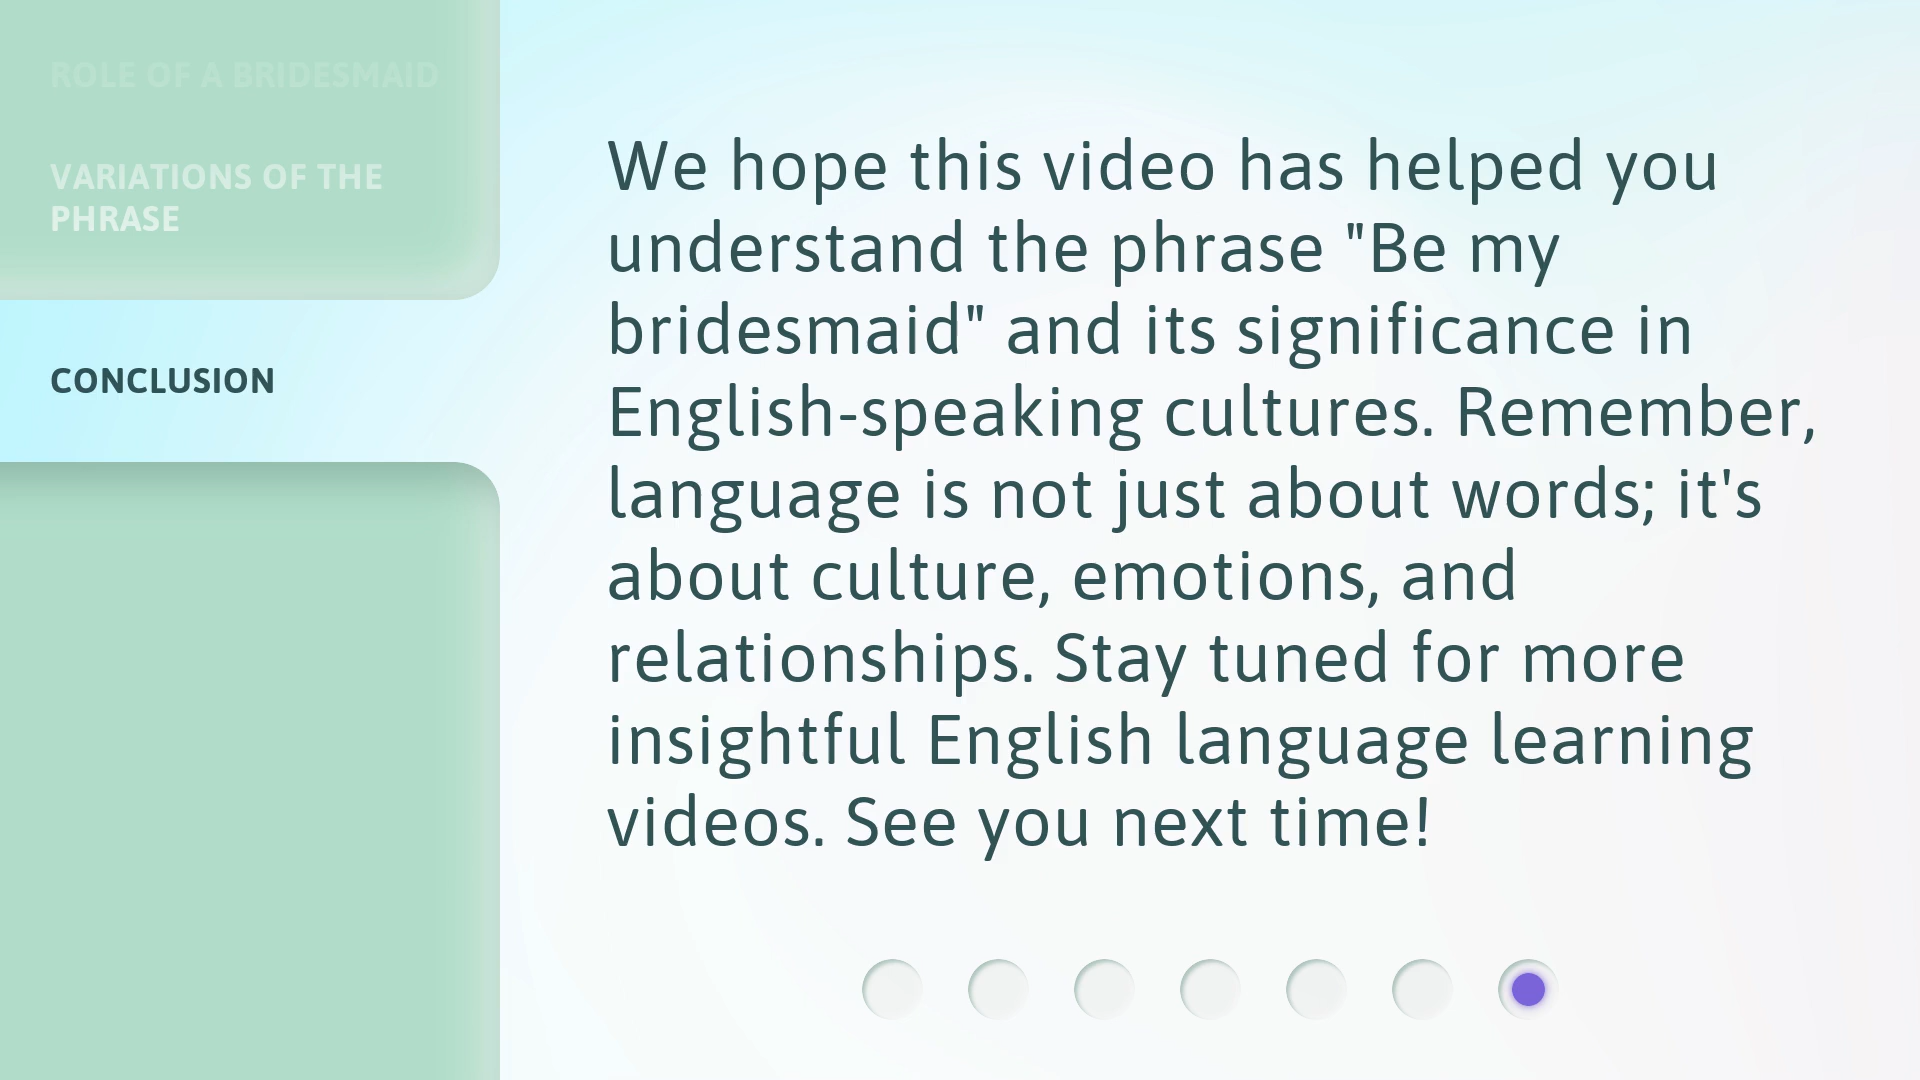 ROLE OF A BRIDESMAID
VARIATIONS OF THE
PHRASE
CONCLUSION
We hope this video has helped you
understand the phrase "Be my
bridesmaid" and its significance in
English-speaking cultures. Remember,
language is not just about words; it's
about culture, emotions, and
relationships. Stay tuned for more
insightful English language learning
videos. See you next time!